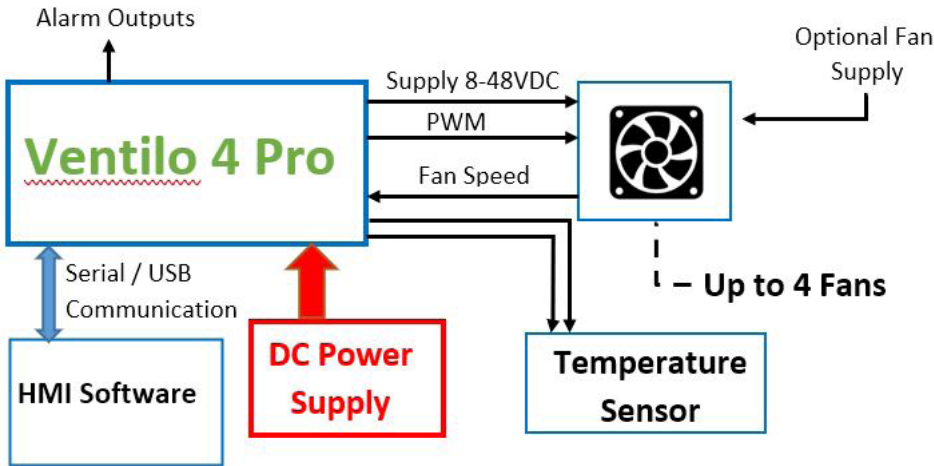 Alarm Outputs
Optional Fan
Supply
Supply 8-48VDC
PWM
Ventilo 4 Pro
Fan Speed
Serial / USB
Communication
– Up to 4 Fans
DC Power
Supply
Temperature
Sensor
HMI Software